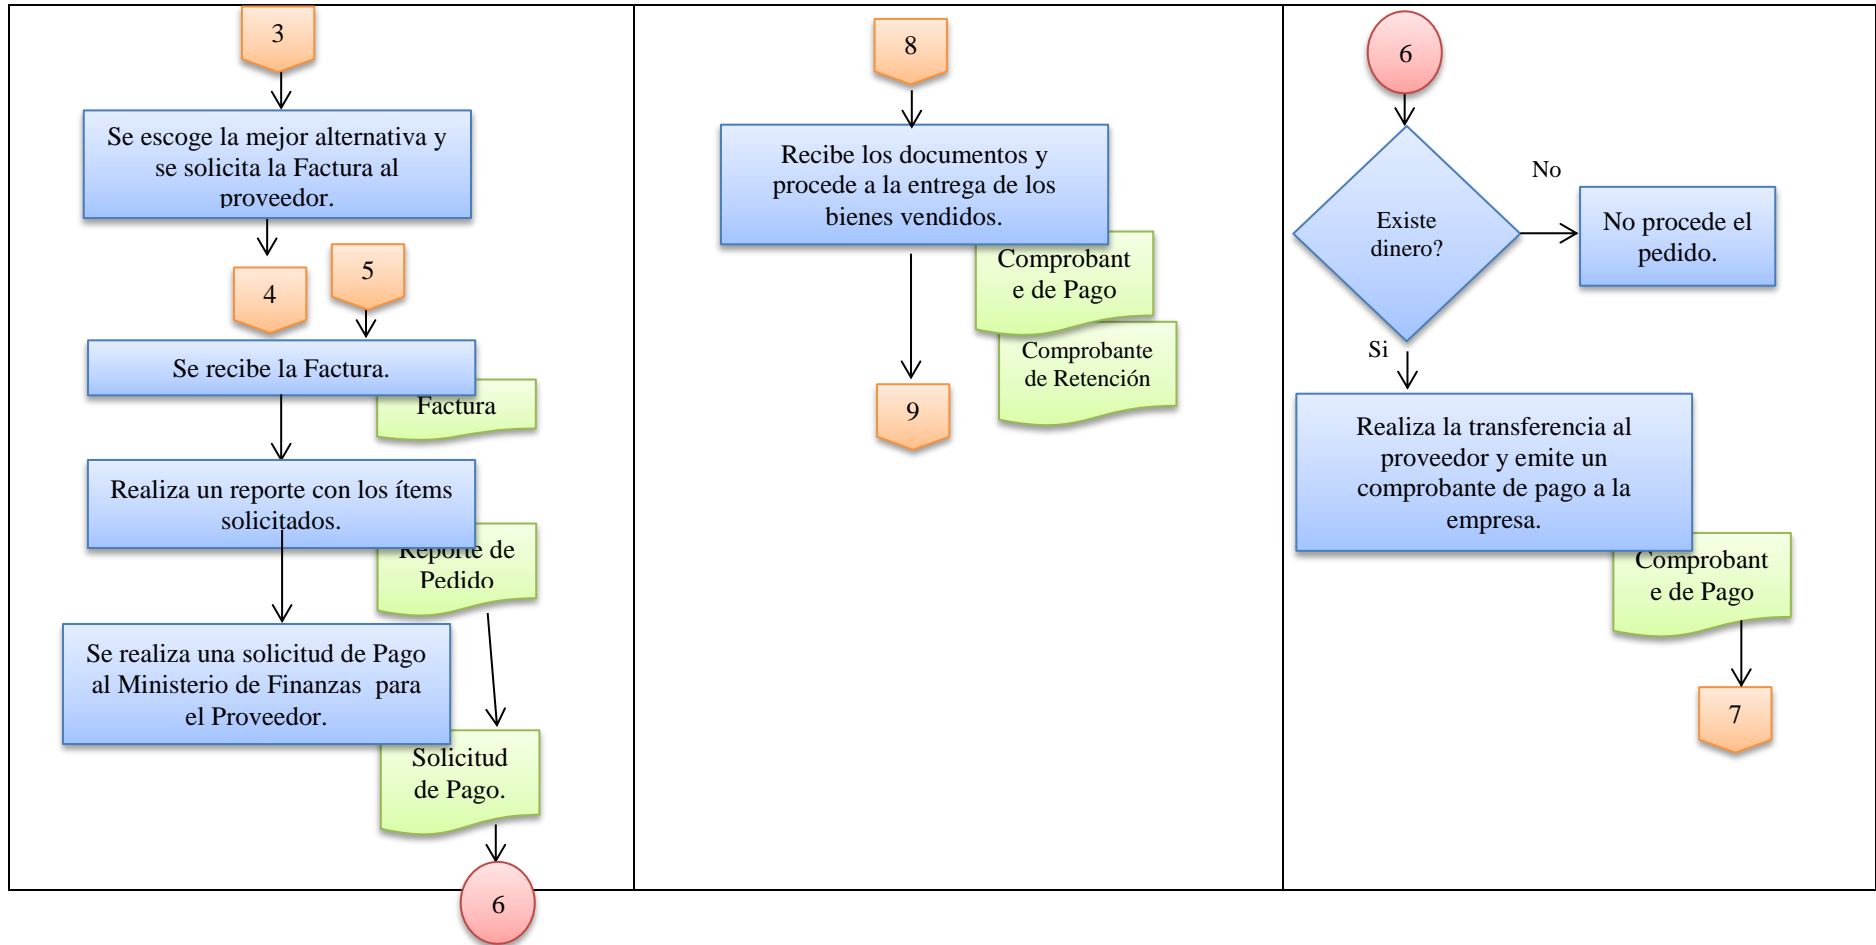 3
Se escoge la mejor alternativa y
se solicita la Factura al
proveedor.
4
5
Se recibe la Factura.
Factura
Realiza un reporte con los ítems
solicitados.
Reporte de
Pedido
Se realiza una solicitud de Pago
al Ministerio de Finanzas para
el Proveedor.
Solicitud
de Pago.
6
8
Recibe los documentos y
procede a la entrega de los
bienes vendidos.
Comprobant
e de Pago
Comprobante
de Retención
9
6
Existe
dinero?
No
No procede el
pedido.
Si
Realiza la transferencia al
proveedor y emite un
comprobante de pago a la
empresa.
Comprobant
e de Pago
7